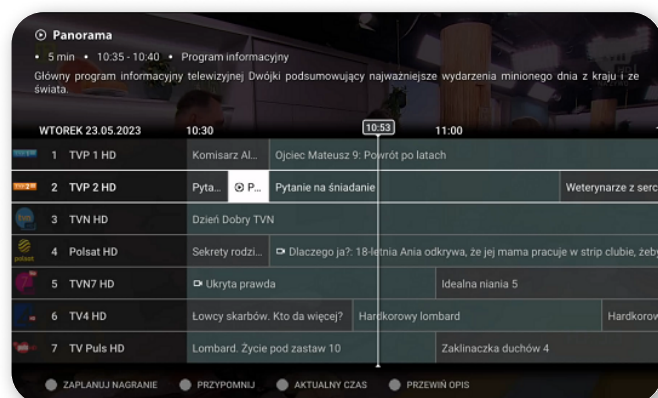 Panorama
• 5 min • 10:35 - 10:40 • Program informacyjny
Główny program informacyjny telewizyjnej Dwójki podsumowujący najważniejsze wydarzenia minionego dnia z kraju i ze
świata.
WTOREK 23.05.2023 10:30 10:53 11:00
1 TVP 1 HD Komisarz Al... Ojciec Mateusz 9: Powrót po latach
2 TVP 2 HD Pyta... P... Pytanie na śniadanie Weterynarze z serc
3 TVN HD Dzień Dobry TVN
4 Polsat HD Sekrety rodzi... Dlaczego ja?: 18-letnia Ania odkrywa, że jej mama pracuje w strip clubie, żeby
5 TVN7 HD Ukryta prawda Idealna niania 5
6 TV4 HD Łowcy skarbów. Kto da więcej? Hardkorowy lombard Hardkorow
7 TV Puls HD Lombard. Życie pod zastaw 10 Zaklinaczka duchów 4
ZAPLANUJ NAGRANIE PRZYPOMNIJ AKTUALNY CZAS PRZEWIŃ OPIS